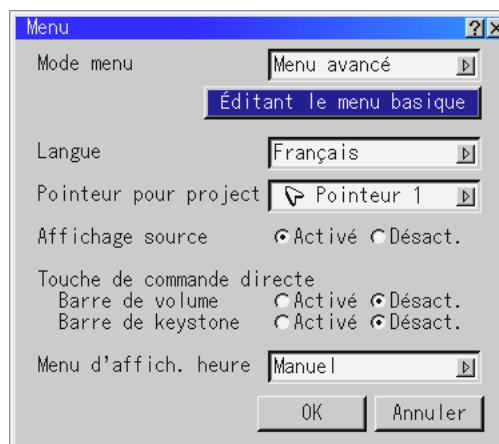 Menu
Mode menu Menu avancé
Éditant le menu basique
Langue Français
Pointeur pour project Pointeur 1
Affichage source Activé Désact.
Touche de commande directe
Barre de volume Activé Désact.
Barre de keystone Activé Désact.
Menu d'affich. heure Manuel
OK Annuler